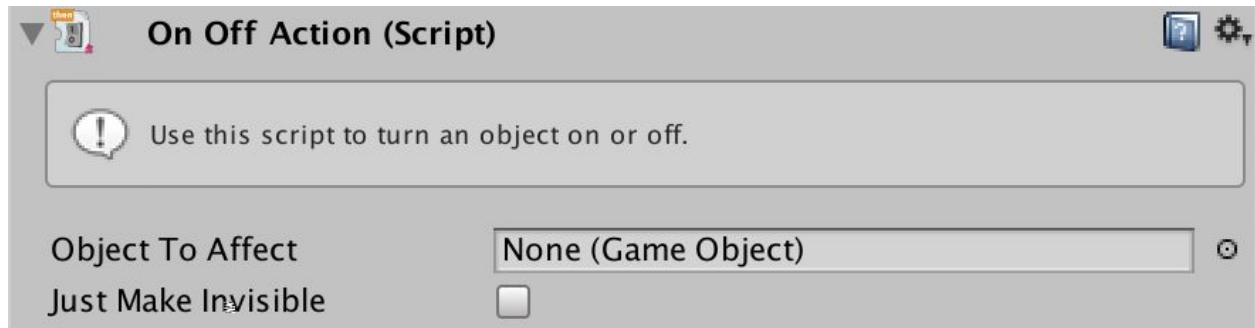 then
On Off Action (Script)
Use this script to turn an object on or off.
Object To Affect None (Game Object)
Just Make Invisible